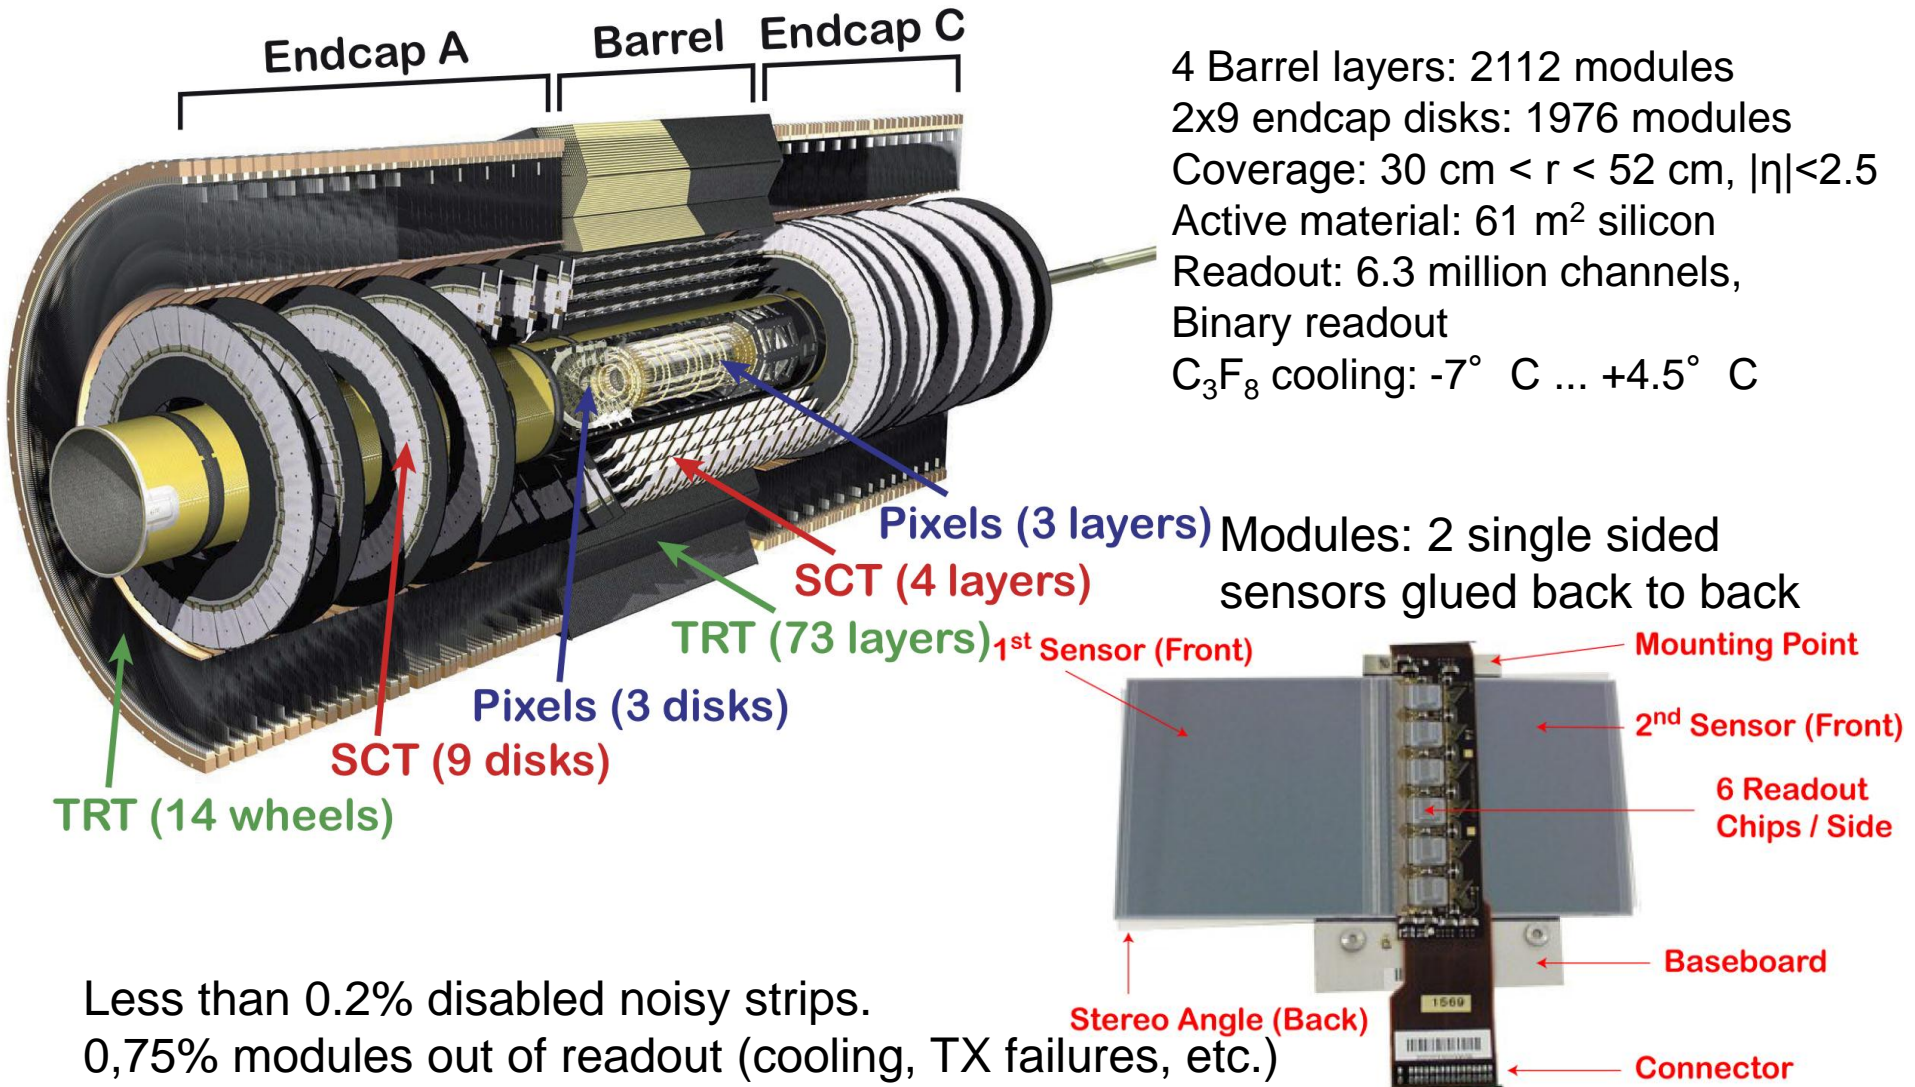 Endcap A
Barrel
Endcap C
4 Barrel layers: 2112 modules
2x9 endcap disks: 1976 modules
Coverage: 30 cm < r < 52 cm, |η|<2.5
Active material: 61 m² silicon
Readout: 6.3 million channels,
Binary readout
C₃F₈ cooling: -7° C ... +4.5° C
Pixels (3 layers)
SCT (4 layers)
TRT (73 layers)
Pixels (3 disks)
SCT (9 disks)
TRT (14 wheels)
Modules: 2 single sided
sensors glued back to back
1st Sensor (Front)
Mounting Point
2nd Sensor (Front)
6 Readout
Chips / Side
Baseboard
Stereo Angle (Back)
1569
Connector
Less than 0.2% disabled noisy strips.
0,75% modules out of readout (cooling, TX failures, etc.)